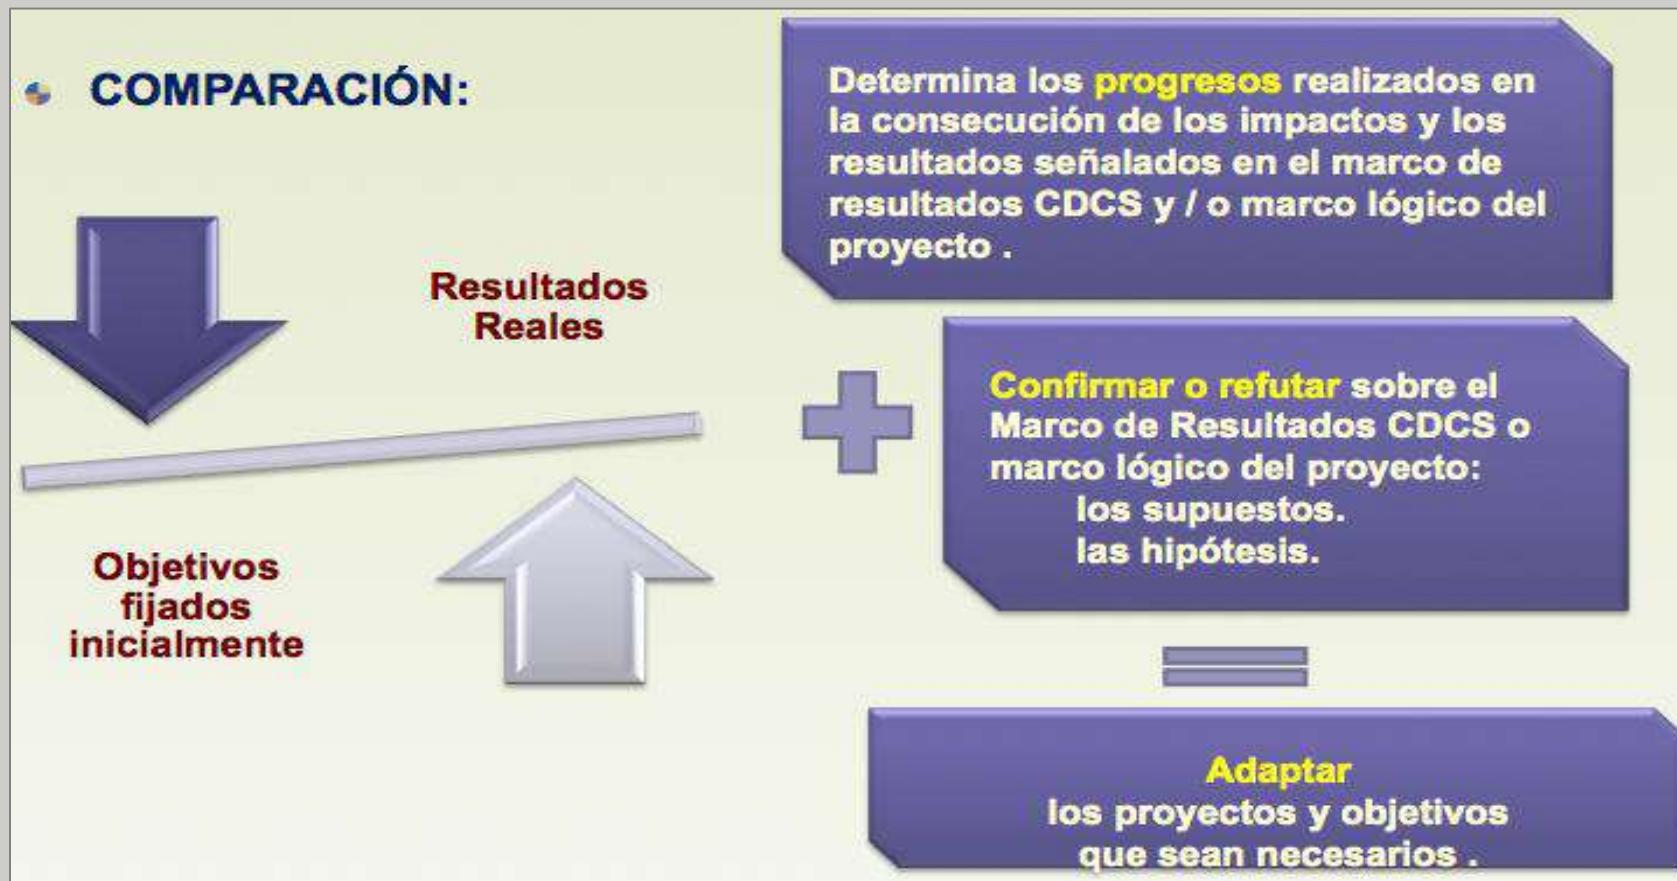 COMPARACIÓN:
Resultados
Reales
Objetivos
fijados
inicialmente
Determina los progresos realizados en
la consecución de los impactos y los
resultados señalados en el marco de
resultados CDCS y / o marco lógico del
proyecto .
Confirmar o refutar sobre el
Marco de Resultados CDCS o
marco lógico del proyecto:
los supuestos.
las hipótesis.
Adaptar
los proyectos y objetivos
que sean necesarios .